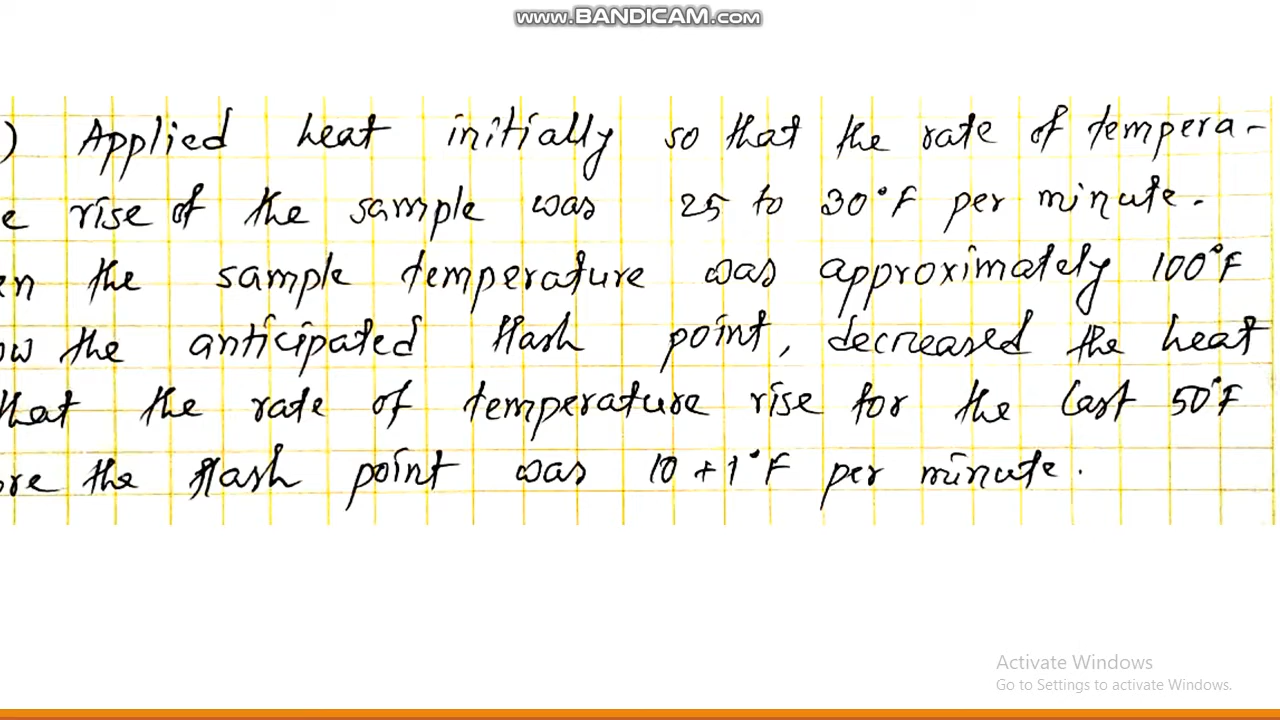 www.BANDICAM.com
) Applied heat initially so that the rate of tempera-
e rise of the sample was 25 to 30°F per minute.
en the sample temperature was approximately 100°F
ow the anticipated flash point, decreased the heat
that the rate of temperature rise for the last 50°F
ore the flash point was 10 + 1°F per minute.
Activate Windows
Go to Settings to activate Windows.